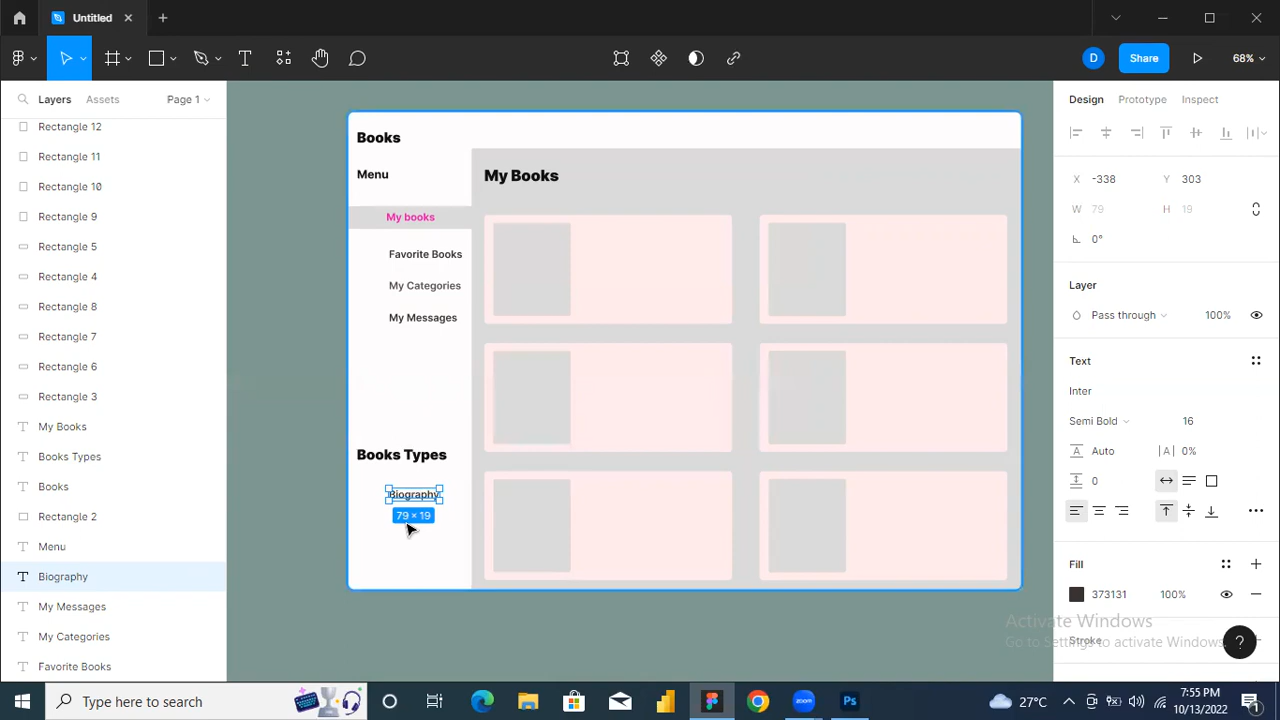 Untitled
Share
68%
Layers
Assets
Page 1
Rectangle 12
Rectangle 11
Rectangle 10
Rectangle 9
Rectangle 5
Rectangle 4
Rectangle 8
Rectangle 7
Rectangle 6
Rectangle 3
My Books
Books Types
Books
Rectangle 2
Menu
Biography
My Messages
My Categories
Favorite Books
Books
Menu
My books
Favorite Books
My Categories
My Messages
Books Types
Biography
79 × 19
My Books
D
Design
Prototype
Inspect
X -338
Y 303
W 79
H 19
0°
Layer
Pass through
100%
Text
Inter
Semi Bold
16
Auto
|A| 0%
0
Fill
373131
100%
Stroke
Activate Windows
Go to Settings to activate Windows.
?
Type here to search
27°C
7:55 PM
10/13/2022
1